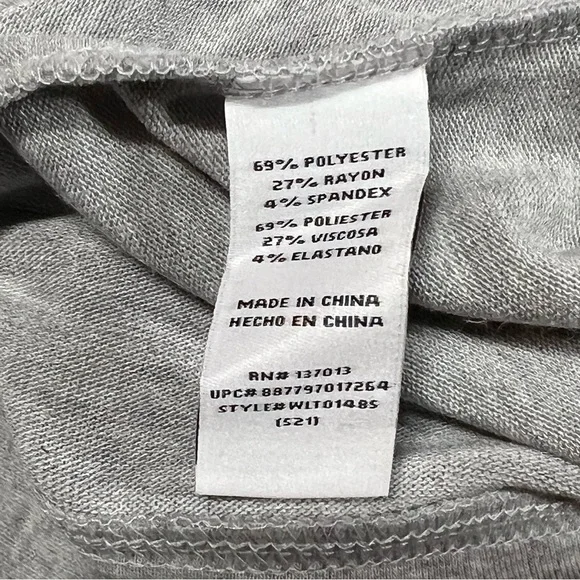 69% POLYESTER
27% RAYON
4% SPANDEX
69% POLIESTER
27% VISCOSA
4% ELASTANO
MADE IN CHINA
HECHO EN CHINA
RN# 137013
UPC# 887797017264
STYLE# WLT0148S
(521)